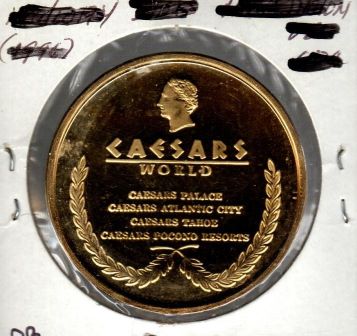 (1996)
CAESARS
WORLD
CAESARS PALACE
CAESARS ATLANTIC CITY
CAESARS TAHOE
CAESARS POCONO RESORTS